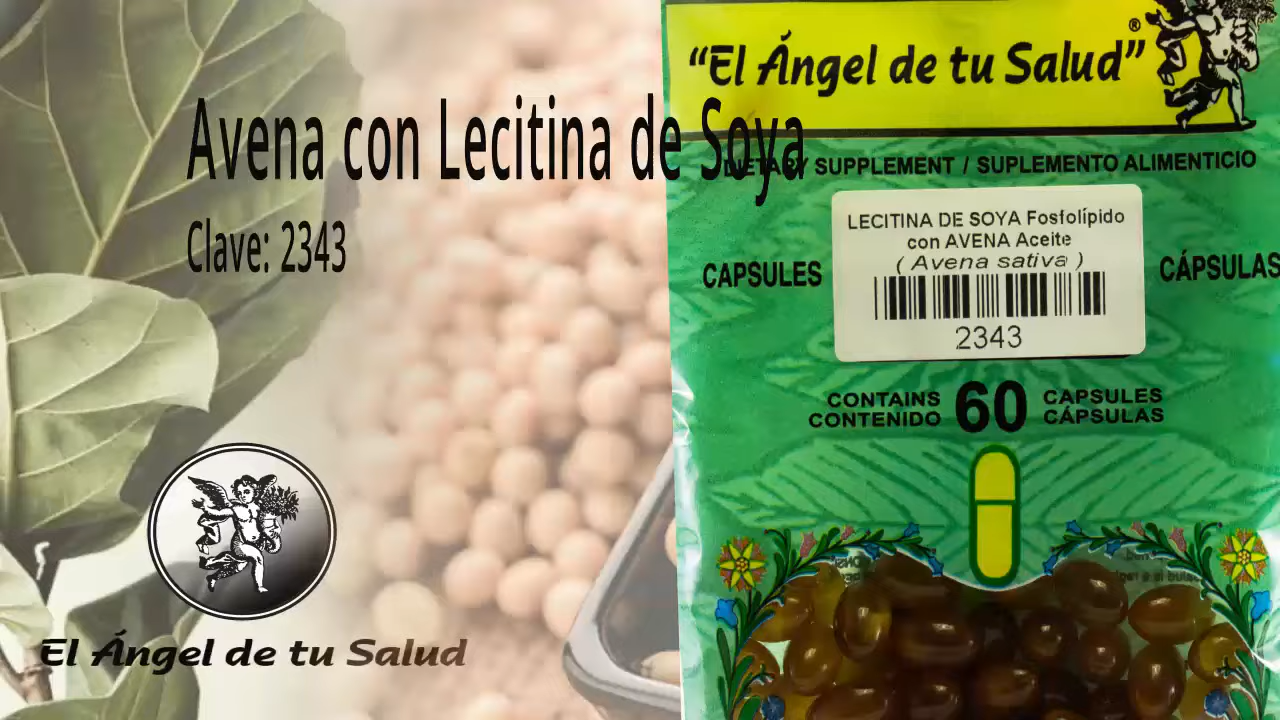 Avena con Lecitina de Soya
Clave: 2343
El Ángel de tu Salud
“El Ángel de tu Salud”®
DIETARY SUPPLEMENT / SUPLEMENTO ALIMENTICIO
LECITINA DE SOYA Fosfolípido
con AVENA Aceite
( Avena sativa )
2343
CAPSULES
CÁPSULAS
CONTAINS
CONTENIDO
60
CAPSULES
CÁPSULAS